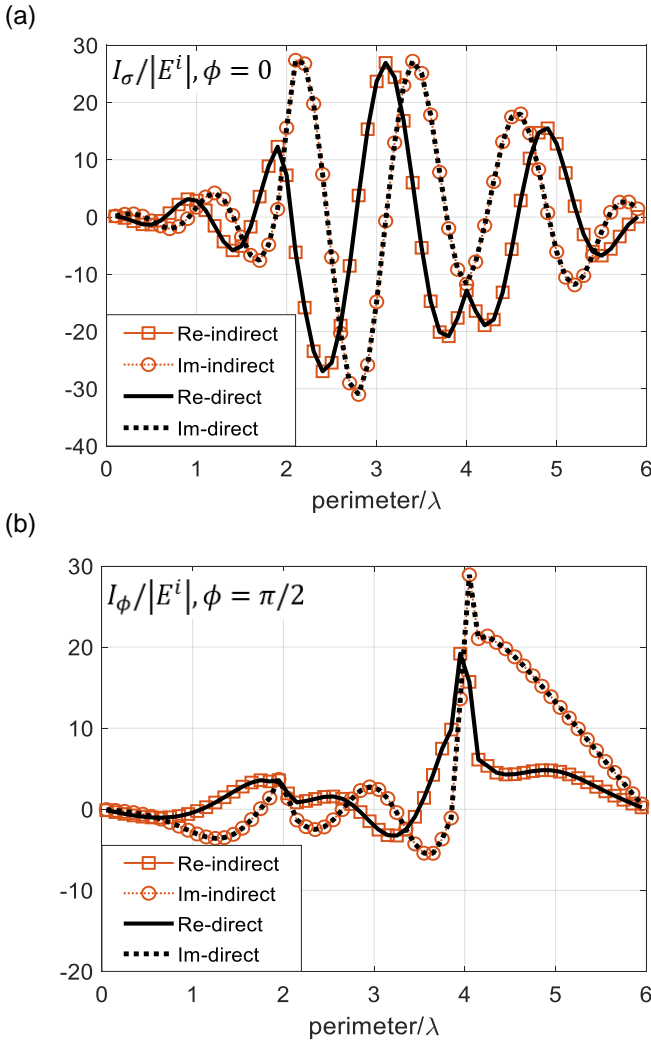 (a)
I_σ/|E^i|, ϕ = 0
30
20
10
0
-10
-20
-30
-40
Re-indirect
Im-indirect
Re-direct
Im-direct
0 1 2 3 4 5 6
perimeter/λ
(b)
I_ϕ/|E^i|, ϕ = π/2
30
20
10
0
-10
-20
Re-indirect
Im-indirect
Re-direct
Im-direct
0 1 2 3 4 5 6
perimeter/λ